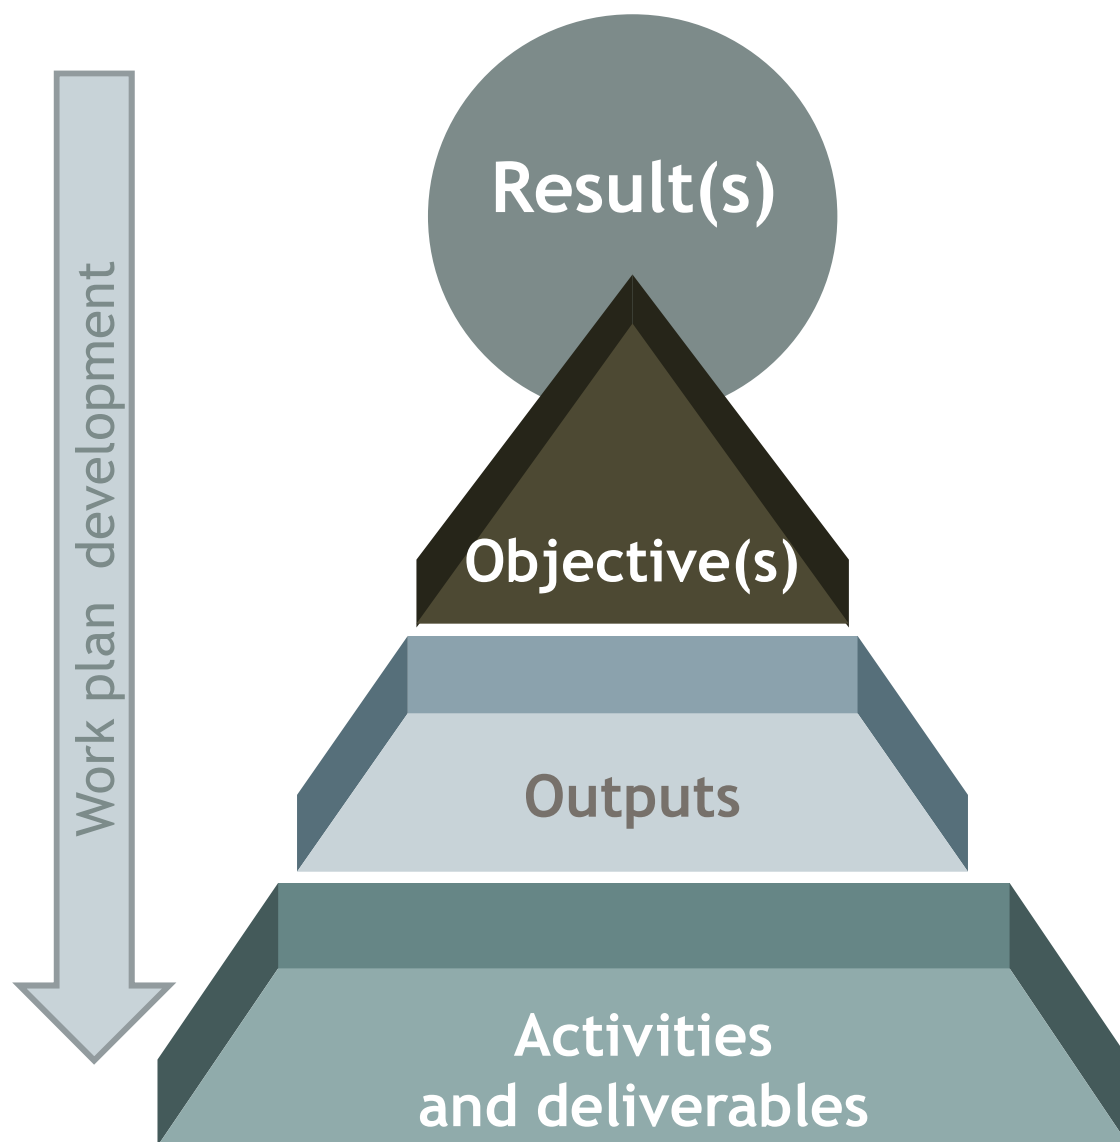 Work plan development
Result(s)
Objective(s)
Outputs
Activities
and deliverables